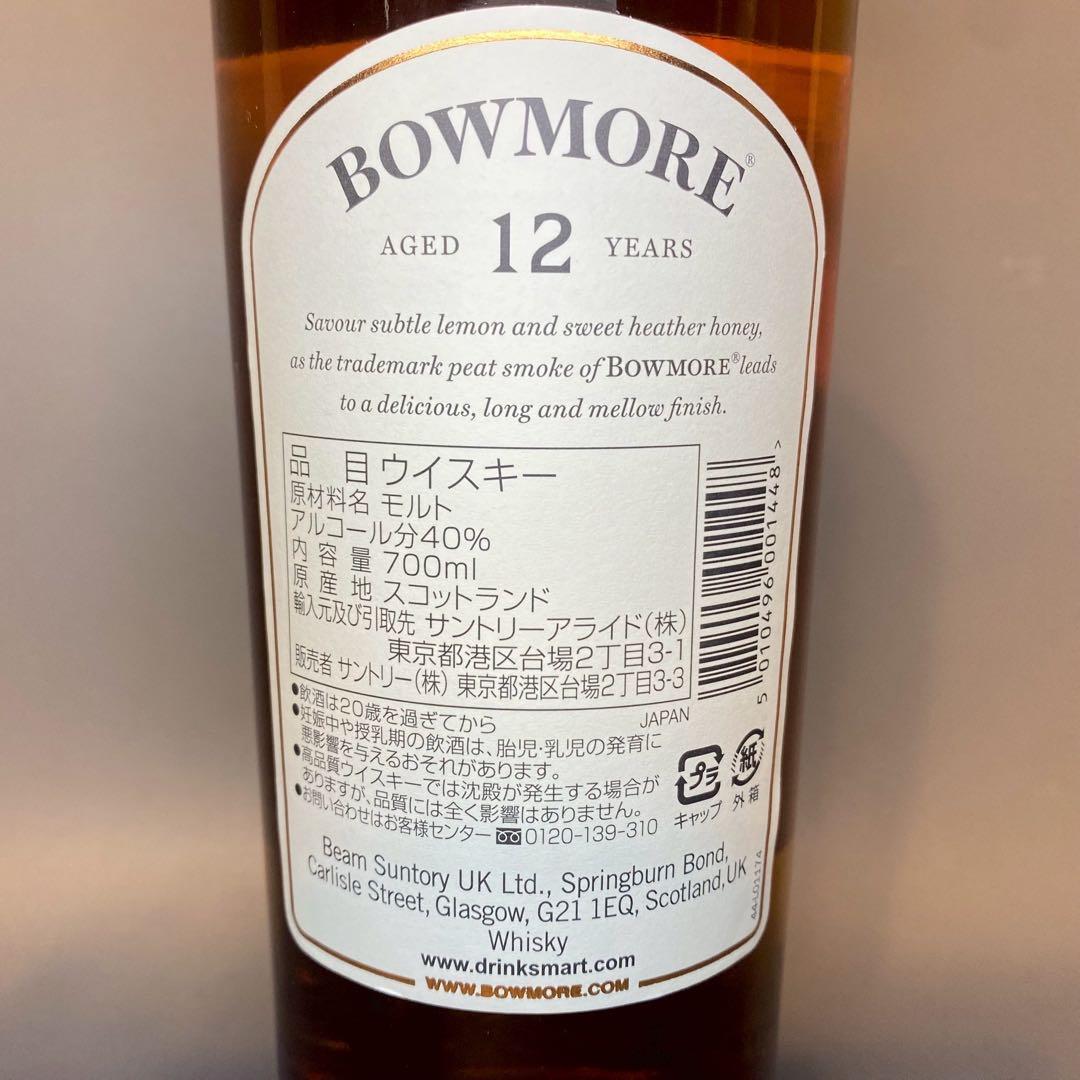 BOWMORE®
AGED 12 YEARS
Savour subtle lemon and sweet heather honey,
as the trademark peat smoke of BOWMORE® leads
to a delicious, long and mellow finish.
品目 ウイスキー
原材料名 モルト
アルコール分40%
内容量 700ml
原産地 スコットランド
輸入元及び引取先 サントリーアライド(株)
東京都港区台場2丁目3-1
販売者 サントリー(株) 東京都港区台場2丁目3-3
5 010496 001448 >
JAPAN
●飲酒は20歳を過ぎてから
●妊娠中や授乳期の飲酒は、胎児・乳児の発育に
悪影響を与えるおそれがあります。
●高品質ウイスキーでは沈殿が発生する場合が
ありますが、品質には全く影響はありません。
●お問い合わせはお客様センター 0120-139-310
プラ
キャップ
紙
外箱
Beam Suntory UK Ltd., Springburn Bond,
Carlisle Street, Glasgow, G21 1EQ, Scotland, UK
Whisky
www.drinksmart.com
WWW.BOWMORE.COM
44-L01174